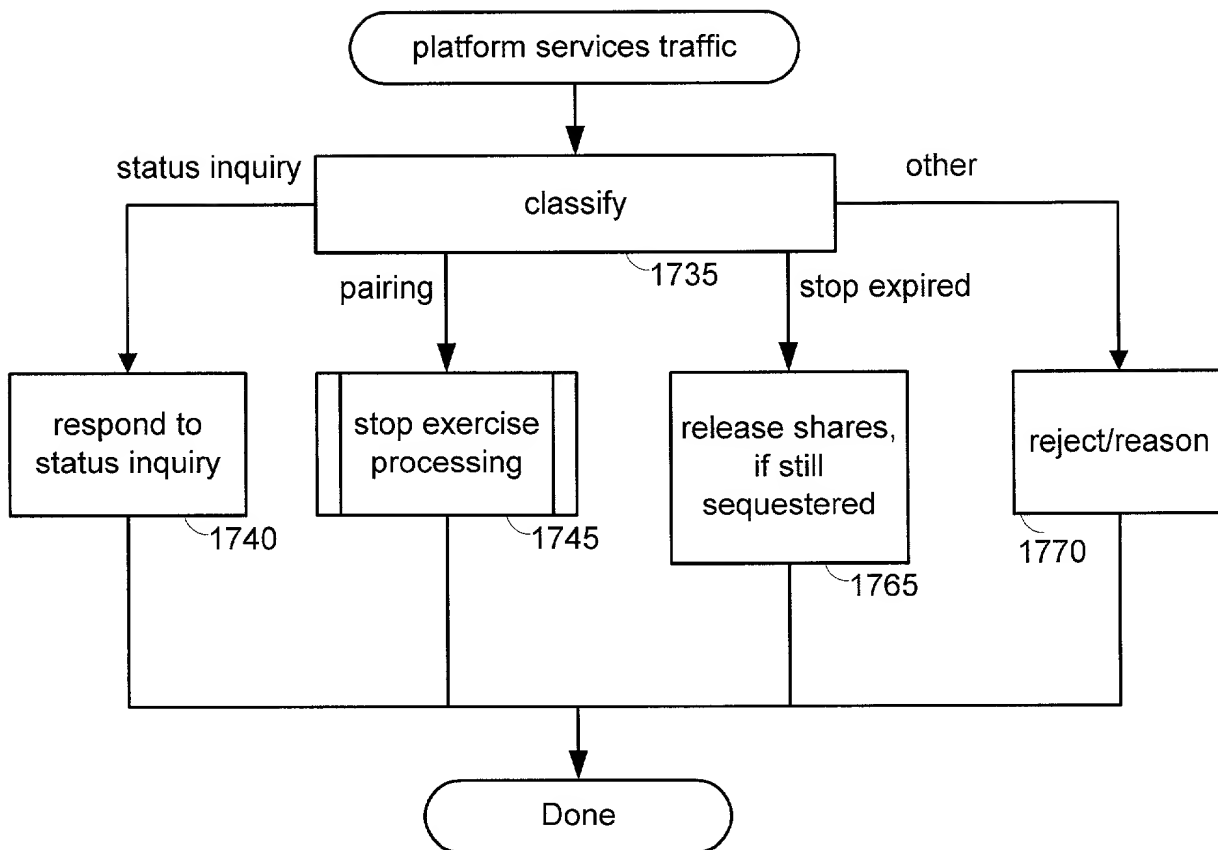 platform services traffic
status inquiry
other
classify
1735
pairing
stop expired
respond to
status inquiry
1740
stop exercise
processing
1745
release shares,
if still
sequestered
1765
reject/reason
1770
Done